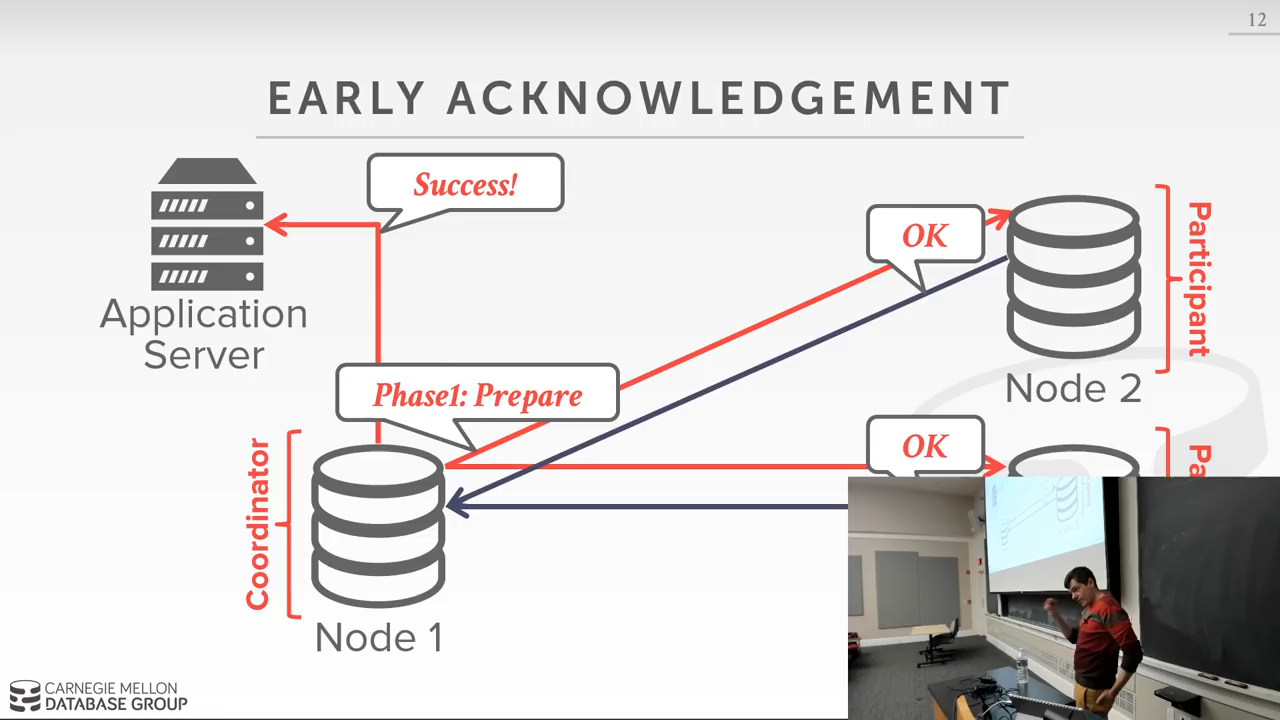 12
EARLY ACKNOWLEDGEMENT
Success!
OK
Participant
Application
Server
Phase1: Prepare
Node 2
OK
Pa
Coordinator
Node 1
CARNEGIE MELLON
DATABASE GROUP